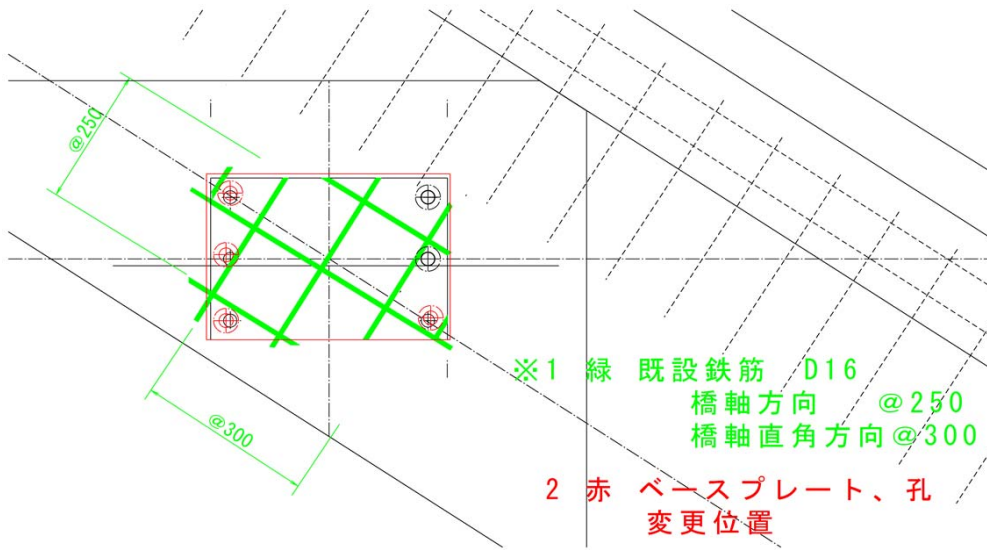 @250
@300
※1 緑 既設鉄筋 D16
橋軸方向 @250
橋軸直角方向@300
2 赤 ベースプレート、孔
変更位置